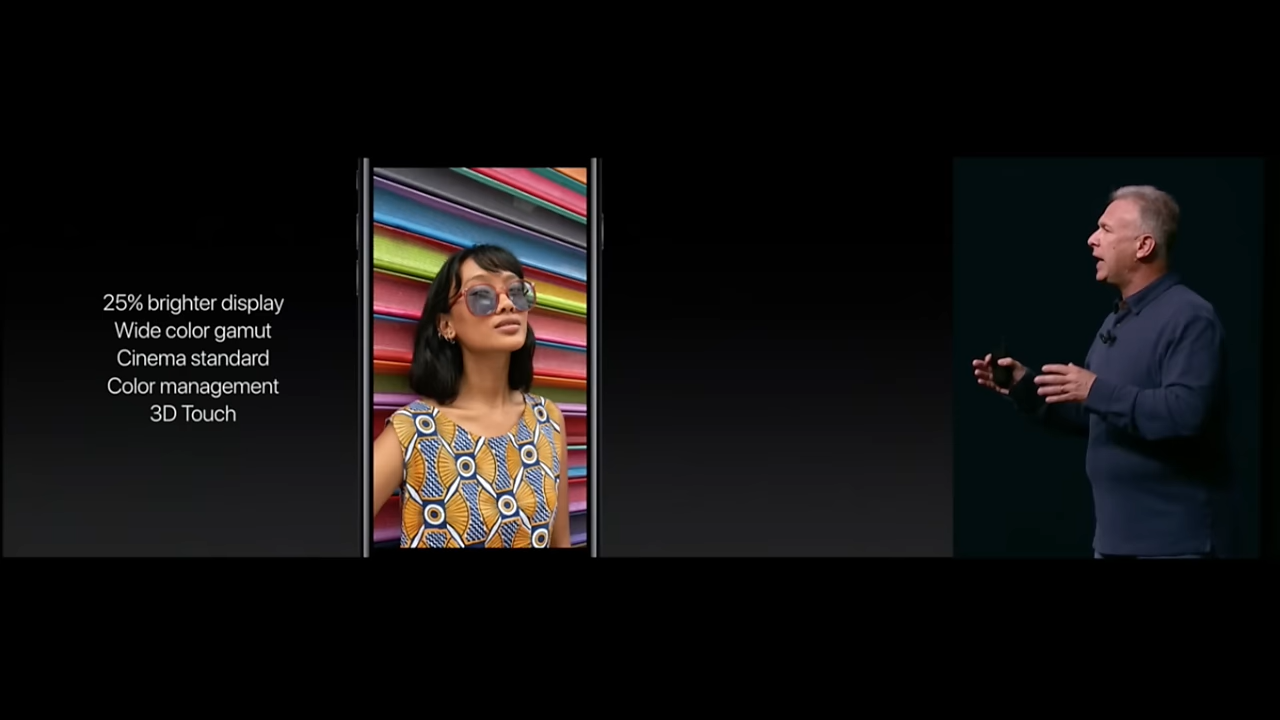 25% brighter display
Wide color gamut
Cinema standard
Color management
3D Touch